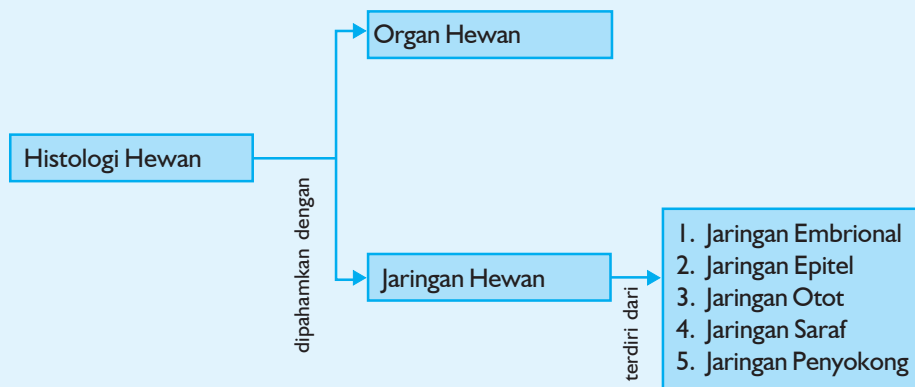 Organ Hewan
Histologi Hewan
dipahamkan dengan
Jaringan Hewan
terdiri dari
1. Jaringan Embrional
2. Jaringan Epitel
3. Jaringan Otot
4. Jaringan Saraf
5. Jaringan Penyokong